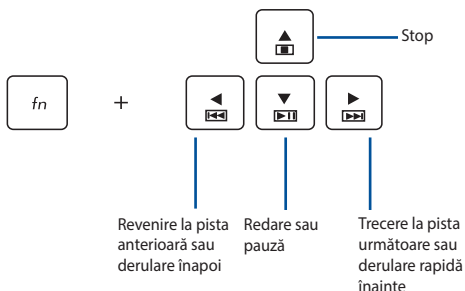 Stop
fn +
Revenire la pista
anterioară sau
derulare înapoi
Redare sau
pauză
Trecere la pista
următoare sau
derulare rapidă
înainte